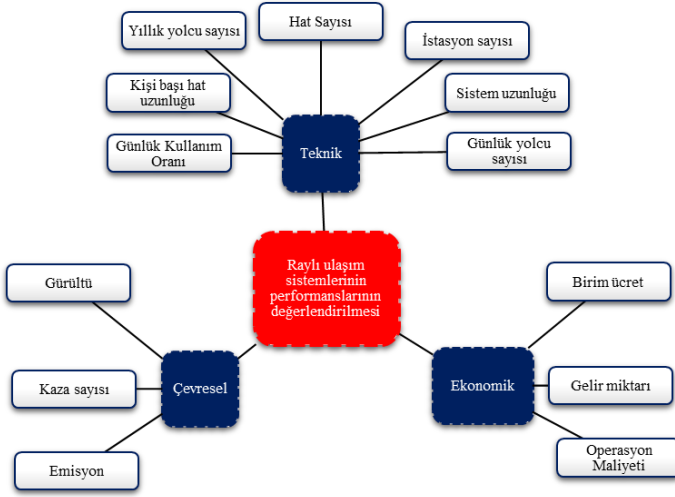 Yıllık yolcu sayısı
Hat Sayısı
İstasyon sayısı
Kişi başı hat
uzunluğu
Sistem uzunluğu
Günlük Kullanım
Oranı
Teknik
Günlük yolcu
sayısı
Raylı ulaşım
sistemlerinin
performanslarının
değerlendirilmesi
Gürültü
Kaza sayısı
Emisyon
Çevresel
Birim ücret
Ekonomik
Gelir miktarı
Operasyon
Maliyeti